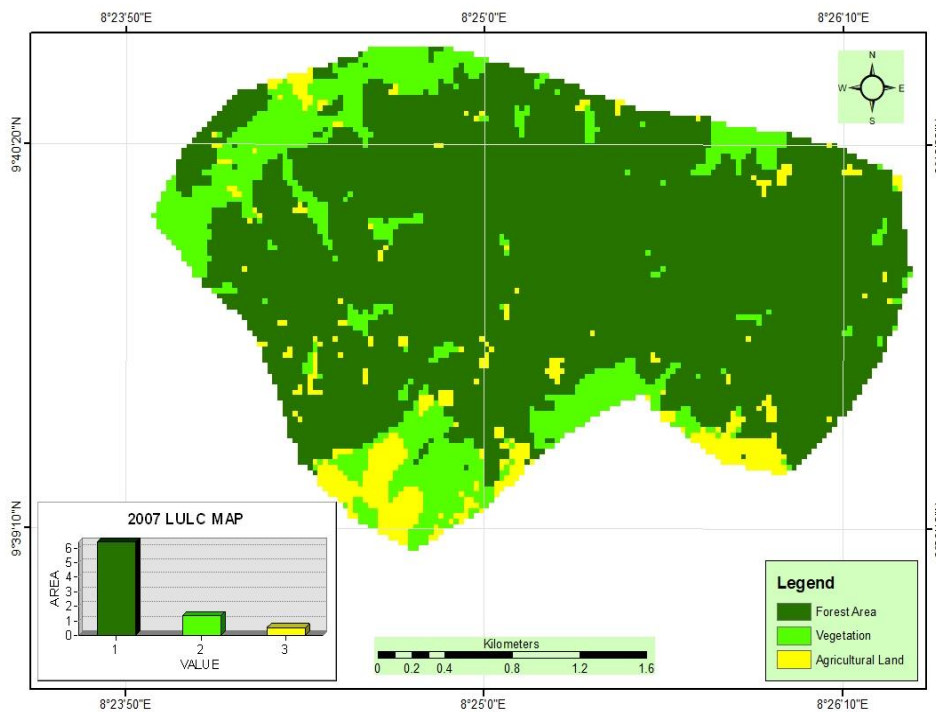 8°23'50"E 8°25'0"E 8°26'10"E
N
W E
S
9°40'20"N
9°39'10"N
2007 LULC MAP
AREA
6
5
4
3
2
1
0
1 2 3
VALUE
Kilometers
0 0.2 0.4 0.8 1.2 1.6
Legend
Forest Area
Vegetation
Agricultural Land
8°23'50"E 8°25'0"E 8°26'10"E